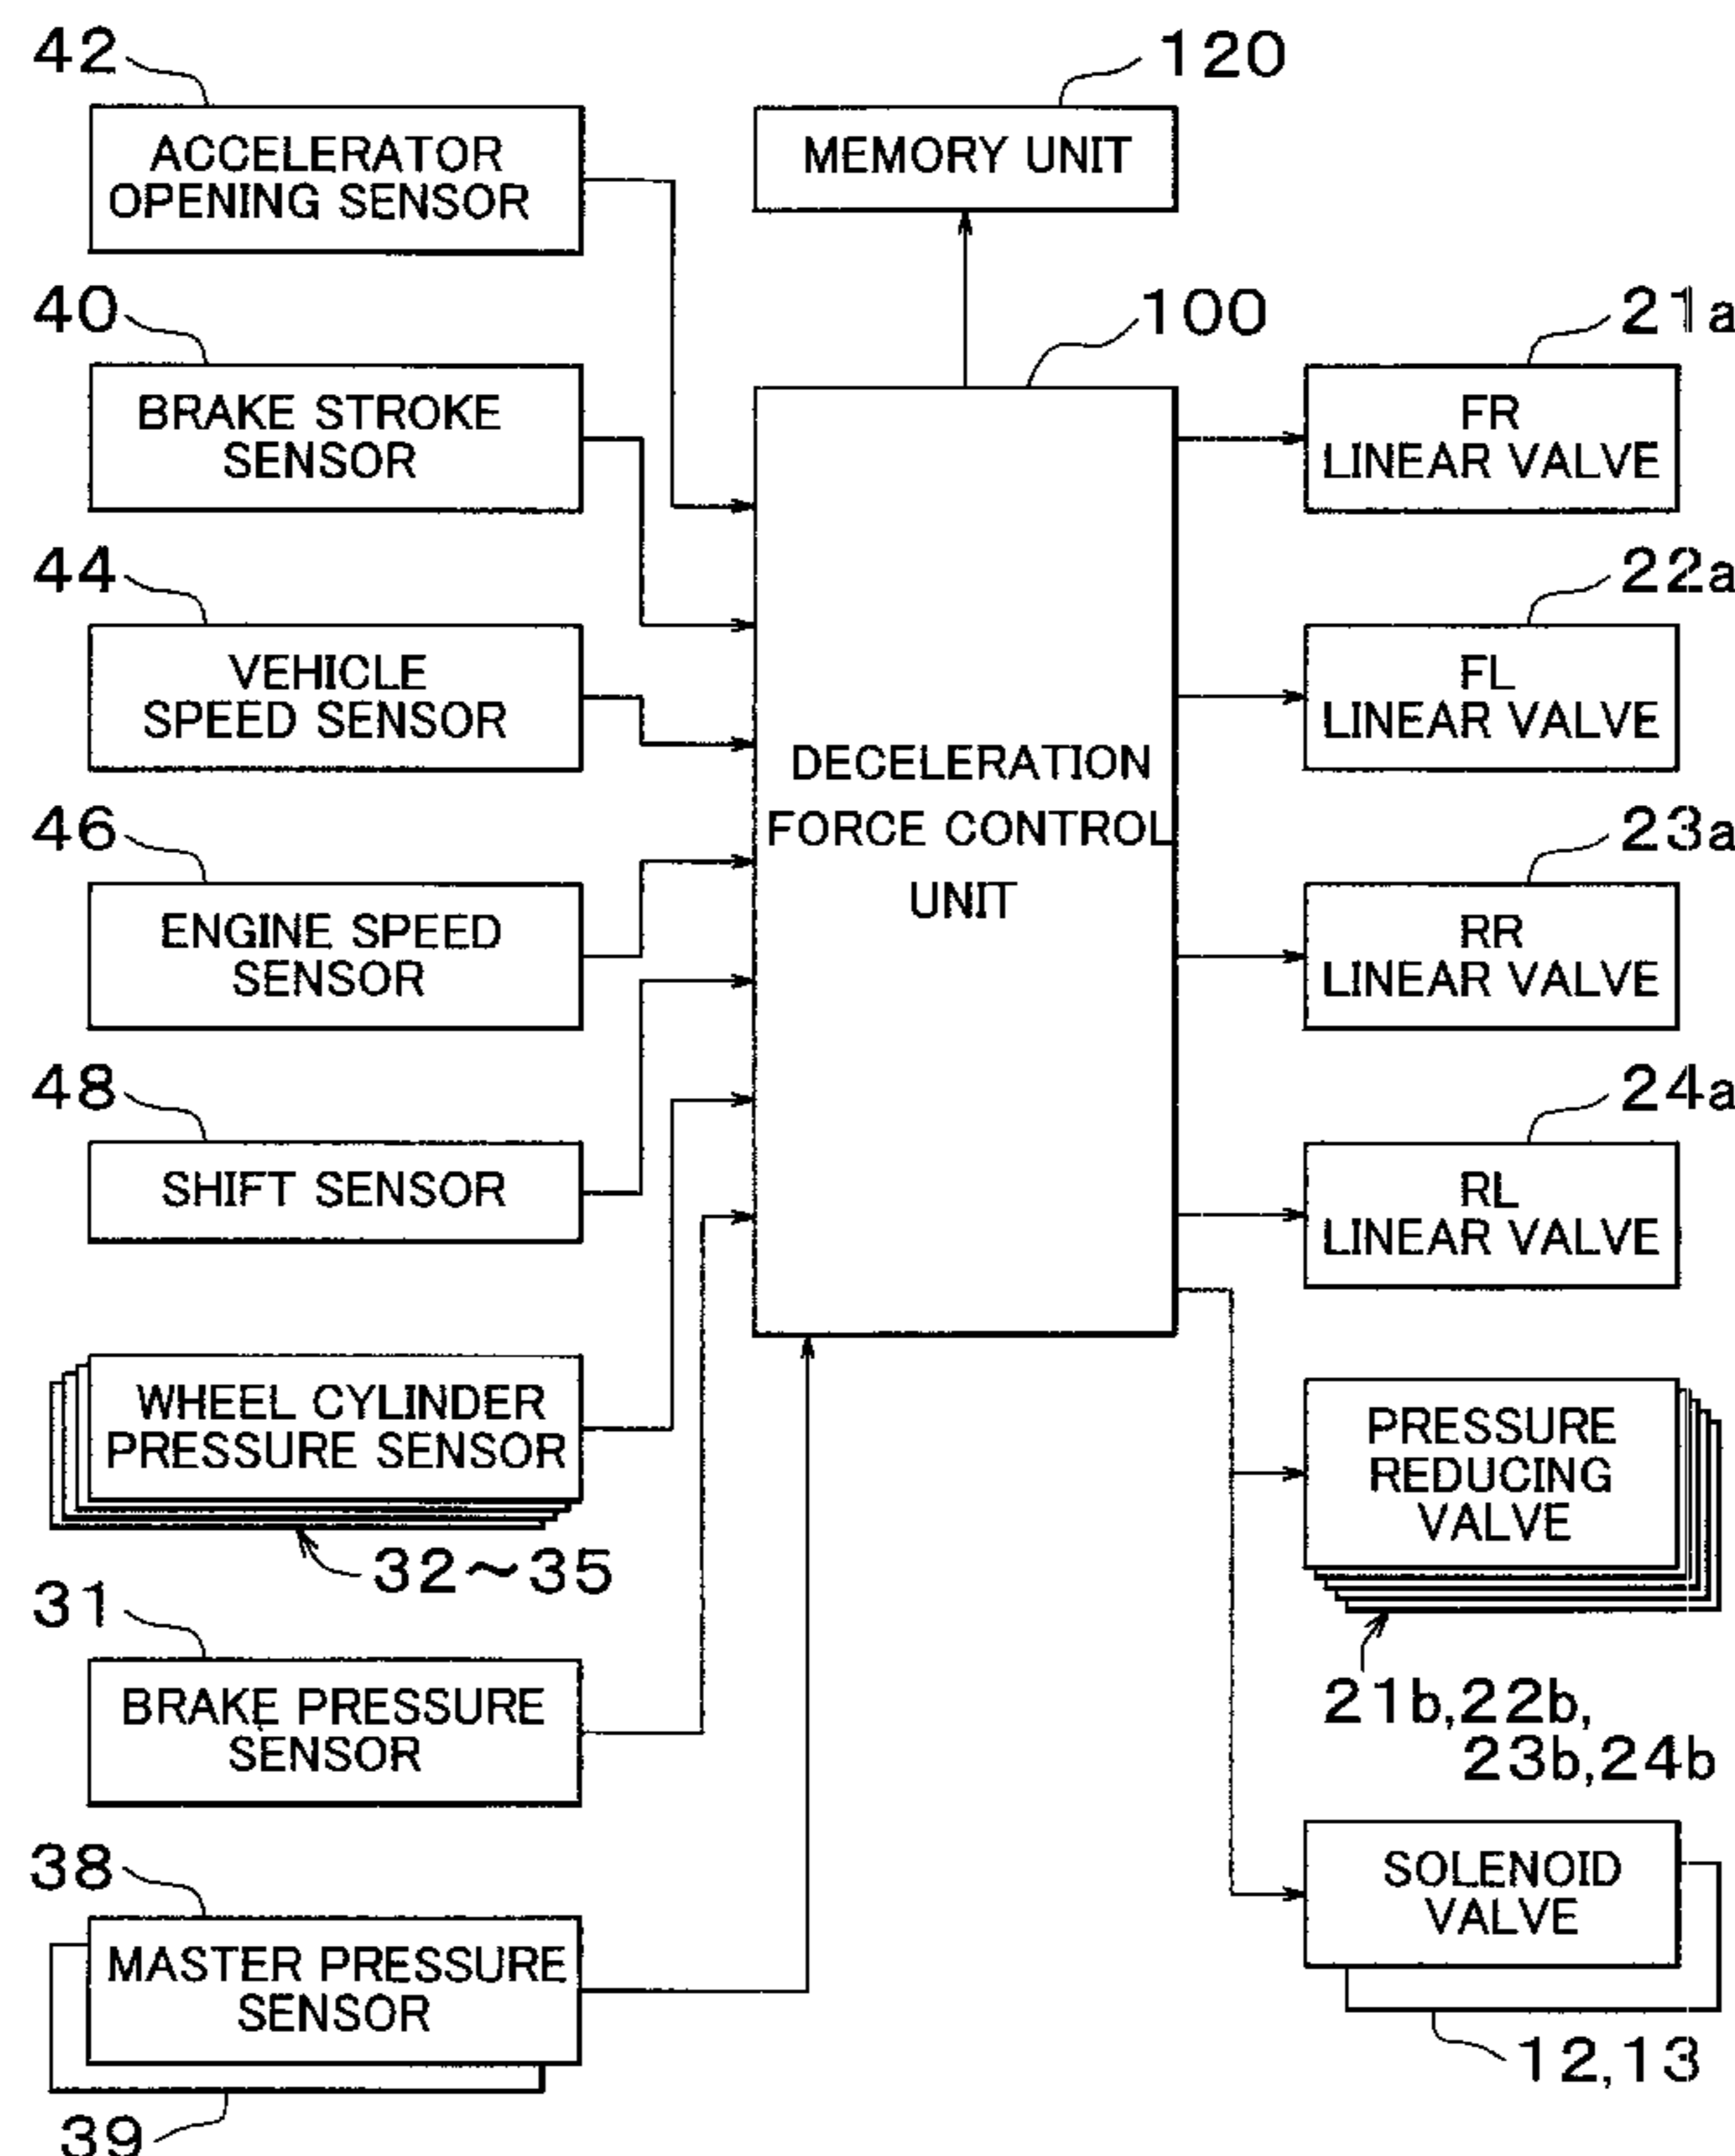 42
ACCELERATOR
OPENING SENSOR
120
MEMORY UNIT
40
BRAKE STROKE
SENSOR
44
VEHICLE
SPEED SENSOR
46
ENGINE SPEED
SENSOR
48
SHIFT SENSOR
WHEEL CYLINDER
PRESSURE SENSOR
32~35
31
BRAKE PRESSURE
SENSOR
38
MASTER PRESSURE
SENSOR
39
100
DECELERATION
FORCE CONTROL
UNIT
21a
FR
LINEAR VALVE
22a
FL
LINEAR VALVE
23a
RR
LINEAR VALVE
24a
RL
LINEAR VALVE
PRESSURE
REDUCING
VALVE
21b,22b,
23b,24b
SOLENOID
VALVE
12,13